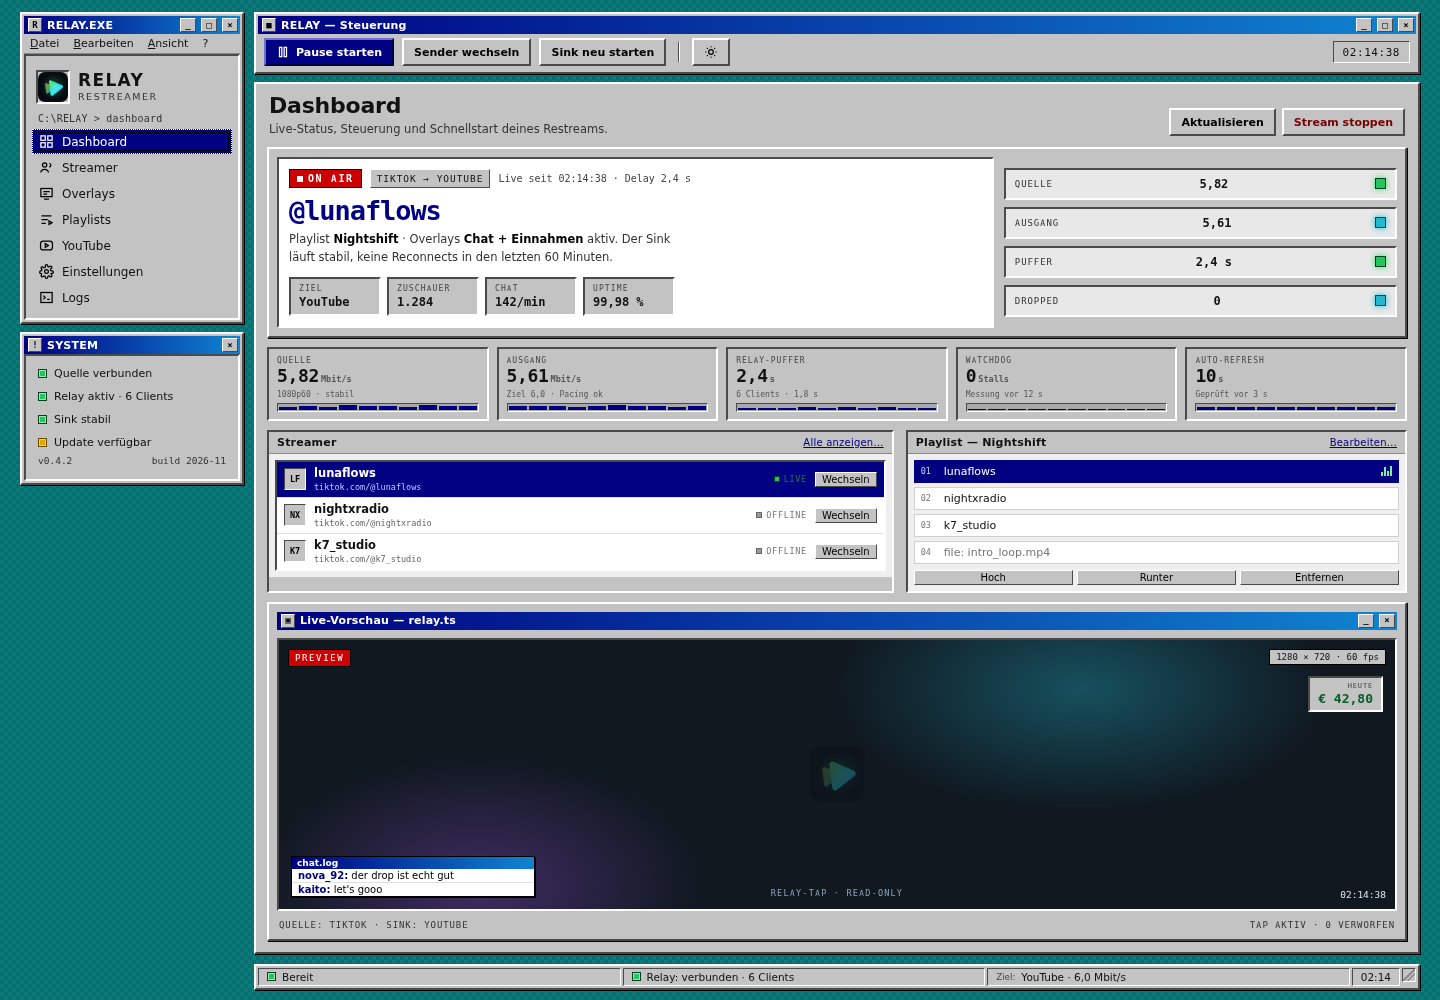 R RELAY.EXE _ □ ×
Datei Bearbeiten Ansicht ?
RELAY
RESTREAMER
C:\RELAY > dashboard
Dashboard
Streamer
Overlays
Playlists
YouTube
Einstellungen
Logs
! SYSTEM ×
Quelle verbunden
Relay aktiv · 6 Clients
Sink stabil
Update verfügbar
v0.4.2 build 2026-11
RELAY — Steuerung _ □ ×
Pause starten Sender wechseln Sink neu starten 02:14:38
Dashboard
Live-Status, Steuerung und Schnellstart deines Restreams.
Aktualisieren Stream stoppen
ON AIR TIKTOK → YOUTUBE Live seit 02:14:38 · Delay 2,4 s
@lunaflows
Playlist Nightshift · Overlays Chat + Einnahmen aktiv. Der Sink
läuft stabil, keine Reconnects in den letzten 60 Minuten.
ZIEL ZUSCHAUER CHAT UPTIME
YouTube 1.284 142/min 99,98 %
QUELLE 5,82
AUSGANG 5,61
PUFFER 2,4 s
DROPPED 0
QUELLE
5,82 Mbit/s
1080p60 · stabil
AUSGANG
5,61 Mbit/s
Ziel 6,0 · Pacing ok
RELAY-PUFFER
2,4 s
6 Clients · 1,8 s
WATCHDOG
0 Stalls
Messung vor 12 s
AUTO-REFRESH
10 s
Geprüft vor 3 s
Streamer Alle anzeigen…
LF lunaflows
tiktok.com/@lunaflows
LIVE Wechseln
NX nightxradio
tiktok.com/@nightxradio
OFFLINE Wechseln
K7 k7_studio
tiktok.com/@k7_studio
OFFLINE Wechseln
Playlist — Nightshift Bearbeiten…
01 lunaflows
02 nightxradio
03 k7_studio
04 file: intro_loop.mp4
Hoch Runter Entfernen
Live-Vorschau — relay.ts _ ×
PREVIEW 1280 × 720 · 60 fps
HEUTE
€ 42,80
chat.log
nova_92: der drop ist echt gut
kaito: let's gooo
RELAY-TAP · READ-ONLY
02:14:38
QUELLE: TIKTOK · SINK: YOUTUBE TAP AKTIV · 0 VERWORFEN
Bereit Relay: verbunden · 6 Clients Ziel: YouTube · 6,0 Mbit/s 02:14